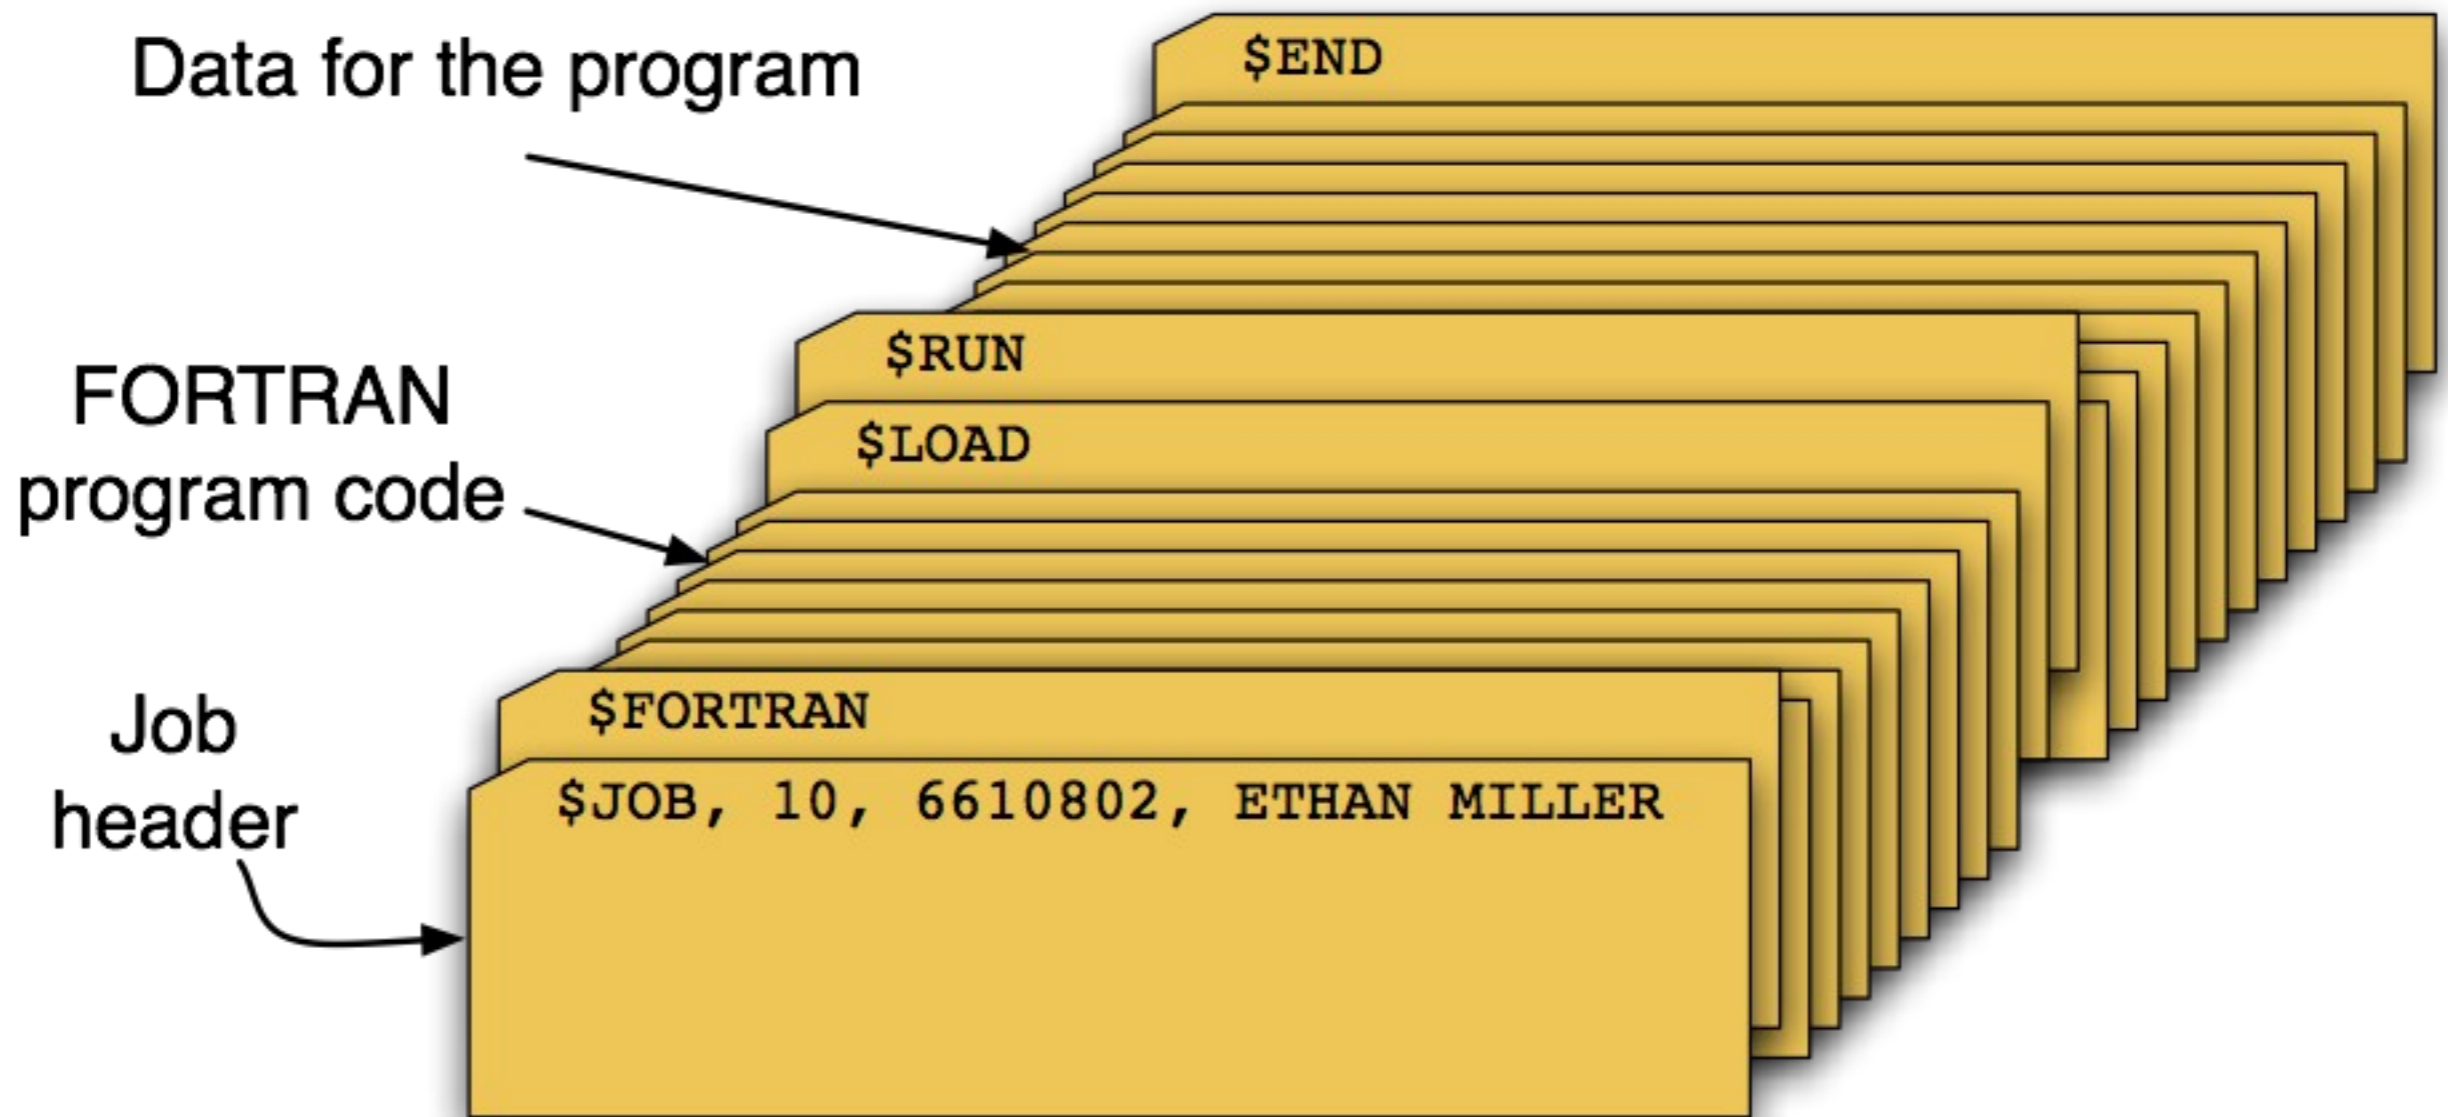 Data for the program
$END
$RUN
FORTRAN
program code
$LOAD
Job
header
$FORTRAN
$JOB, 10, 6610802, ETHAN MILLER